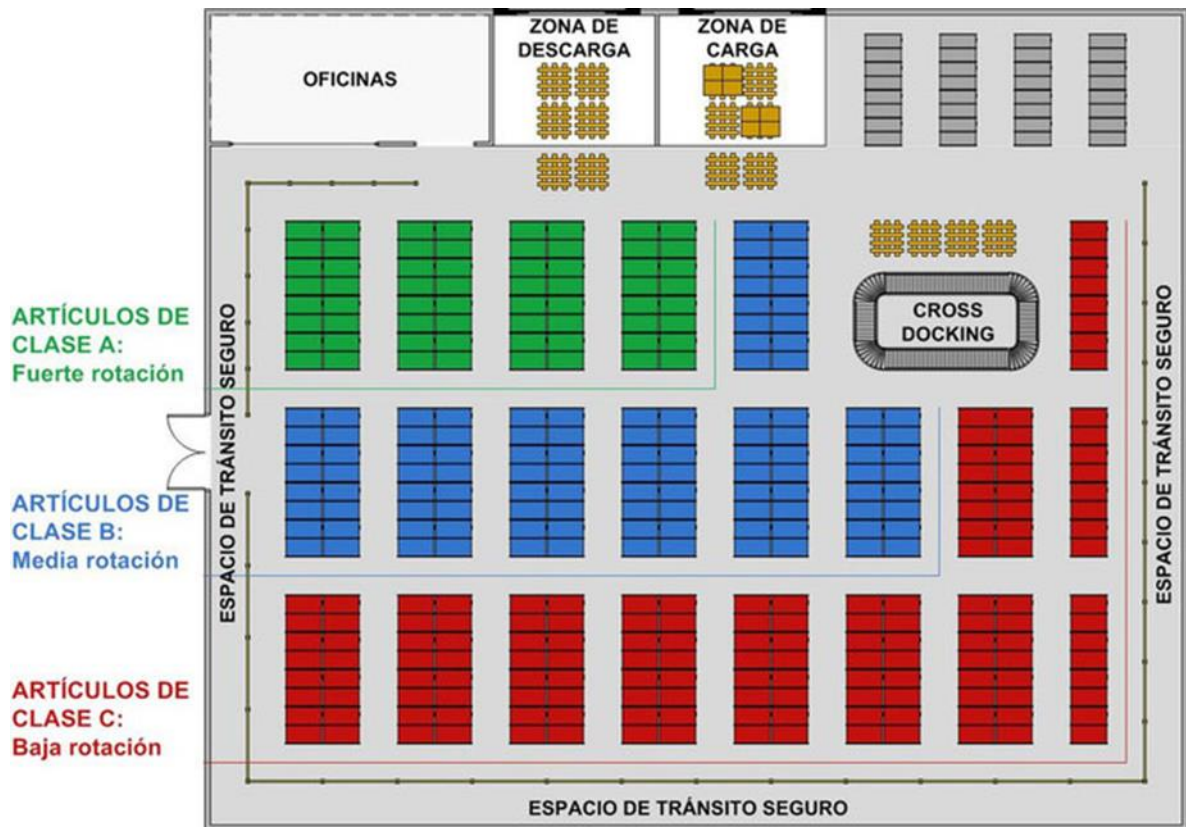 OFICINAS
ZONA DE
DESCARGA
ZONA DE
CARGA
ARTÍCULOS DE
CLASE A:
Fuerte rotación
CROSS
DOCKING
ESPACIO DE TRÁNSITO SEGURO
ESPACIO DE TRÁNSITO SEGURO
ARTÍCULOS DE
CLASE B:
Media rotación
ARTÍCULOS DE
CLASE C:
Baja rotación
ESPACIO DE TRÁNSITO SEGURO